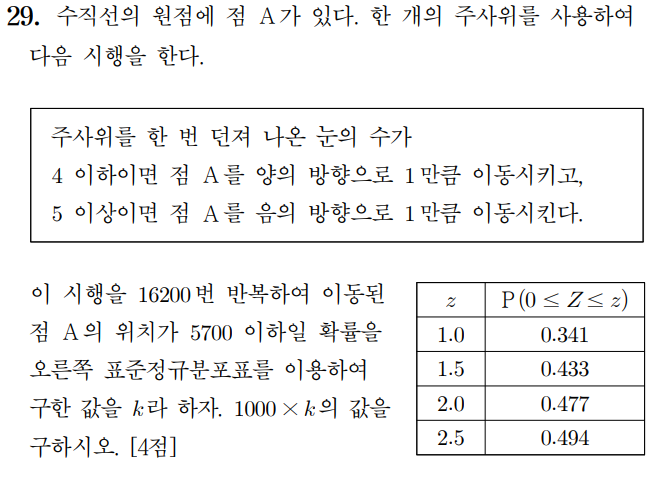 29. 수직선의 원점에 점 A가 있다. 한 개의 주사위를 사용하여
다음 시행을 한다.
주사위를 한 번 던져 나온 눈의 수가
4 이하이면 점 A를 양의 방향으로 1만큼 이동시키고,
5 이상이면 점 A를 음의 방향으로 1만큼 이동시킨다.
이 시행을 16200번 반복하여 이동된
점 A의 위치가 5700 이하일 확률을
오른쪽 표준정규분포표를 이용하여
구한 값을 k라 하자. 1000×k의 값을
구하시오. [4점]
z P(0≤Z≤z)
1.0 0.341
1.5 0.433
2.0 0.477
2.5 0.494